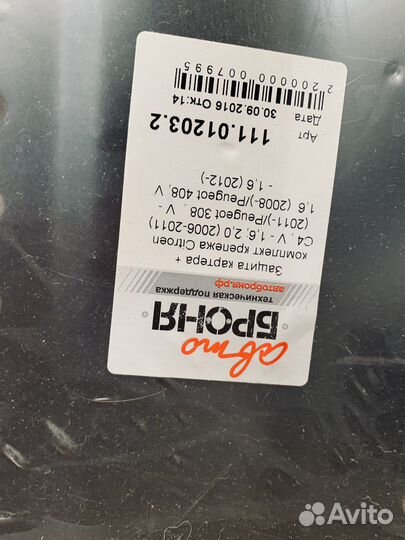 авто
БРОНЯ
техническая поддержка
автоброня.рф
Защита картера +
комплект крепежа Citroen
C4 , V - 1,6, 2,0 (2006-2011)
(2011-)/Peugeot 308 , V -
1,6 (2008-)/Peugeot 408, V
- 1,6 (2012-)
Арт 111.01203.2
Дата
30.09.2016 Отк:14
2 200000 007995
Avito